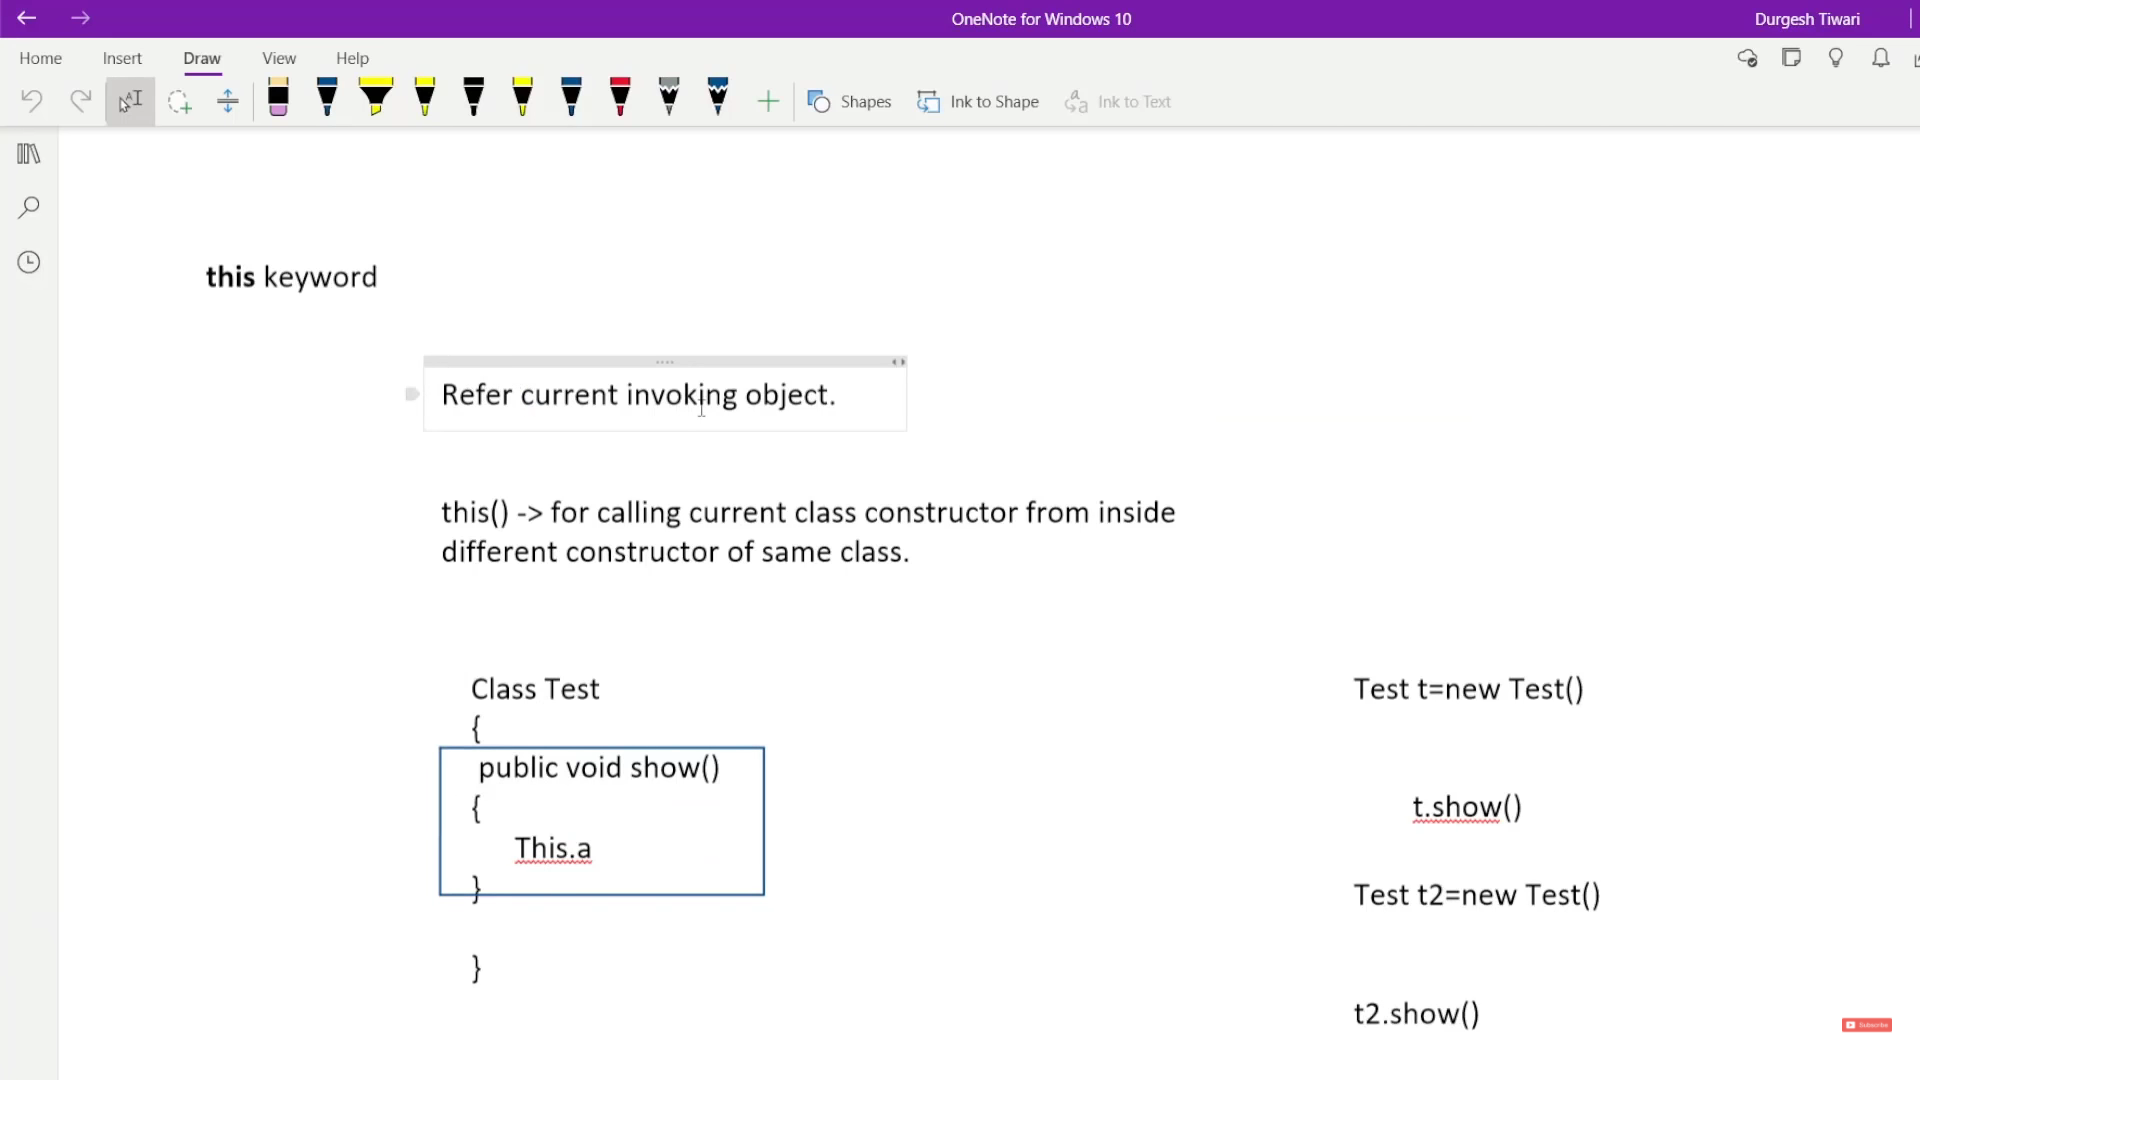 OneNote for Windows 10
Durgesh Tiwari
Home
Insert
Draw
View
Help
Shapes
Ink to Shape
Ink to Text
this keyword
Refer current invoking object.
this() -> for calling current class constructor from inside
different constructor of same class.
Class Test
{
public void show()
{
This.a
}
}
Test t=new Test()
t.show()
Test t2=new Test()
t2.show()
Subscribe